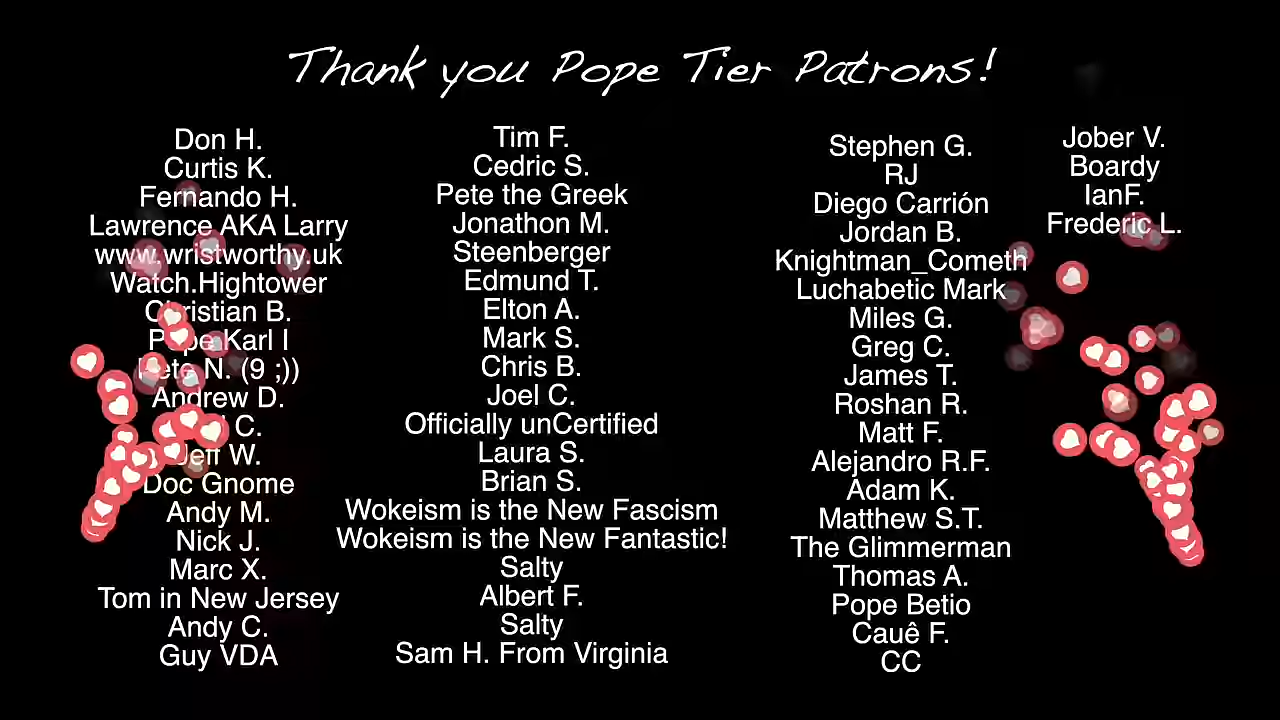 Thank you Pope Tier Patrons!
Don H.
Curtis K.
Fernando H.
Lawrence AKA Larry
www.wristworthy.uk
Watch.Hightower
Christian B.
Pope Karl I
Pete N. (9 ;))
Andrew D.
C.
Jeff W.
Doc Gnome
Andy M.
Nick J.
Marc X.
Tom in New Jersey
Andy C.
Guy VDA
Tim F.
Cedric S.
Pete the Greek
Jonathon M.
Steenberger
Edmund T.
Elton A.
Mark S.
Chris B.
Joel C.
Officially unCertified
Laura S.
Brian S.
Wokeism is the New Fascism
Wokeism is the New Fantastic!
Salty
Albert F.
Salty
Sam H. From Virginia
Stephen G.
RJ
Diego Carrión
Jordan B.
Knightman_Cometh
Luchabetic Mark
Miles G.
Greg C.
James T.
Roshan R.
Matt F.
Alejandro R.F.
Adam K.
Matthew S.T.
The Glimmerman
Thomas A.
Pope Betio
Cauê F.
CC
Jober V.
Boardy
IanF.
Frederic L.